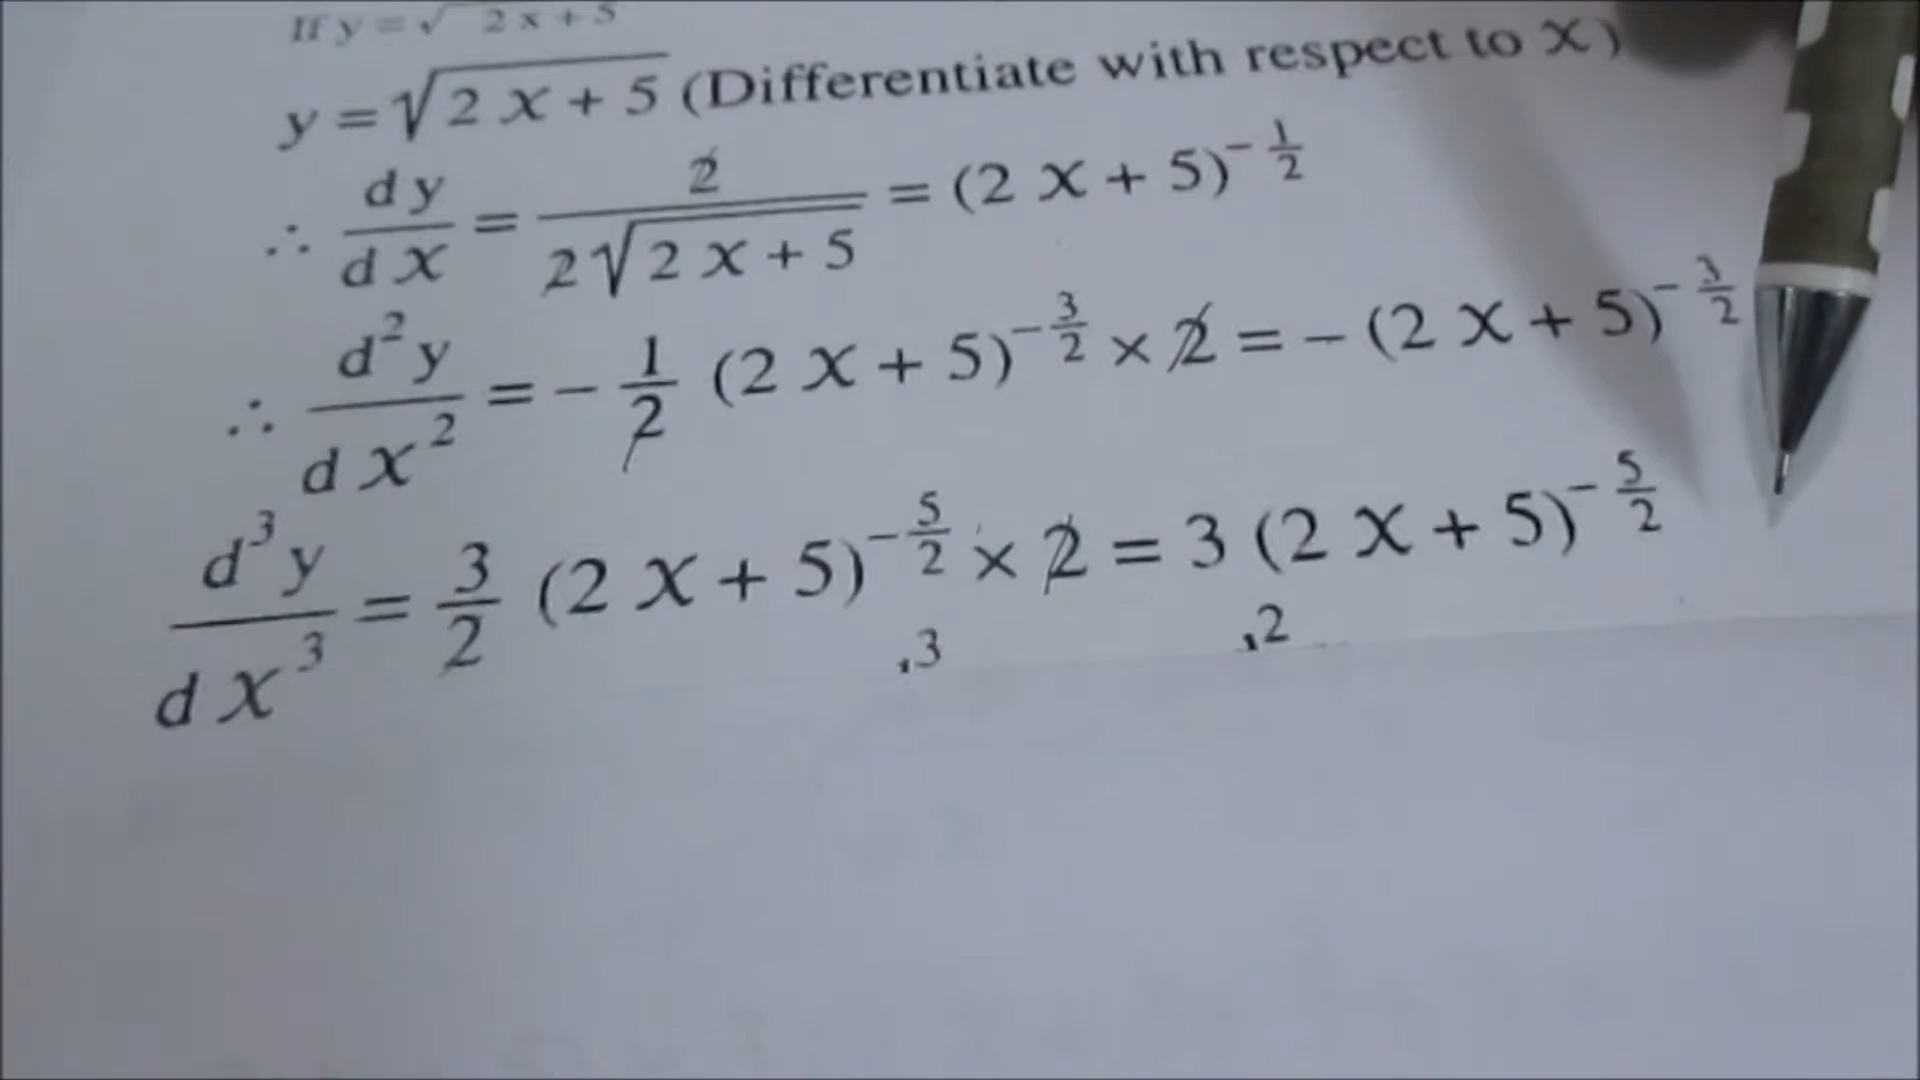 If y = √2x + 5
y = √2x + 5 (Differentiate with respect to x)
∴ dy/dx = 2/2√2x + 5 = (2x + 5)^-1/2
∴ d²y/dx² = -1/2 (2x + 5)^-3/2 × 2 = -(2x + 5)^-3/2
d³y/dx³ = 3/2 (2x + 5)^-5/2 × 2 = 3 (2x + 5)^-5/2
3 2